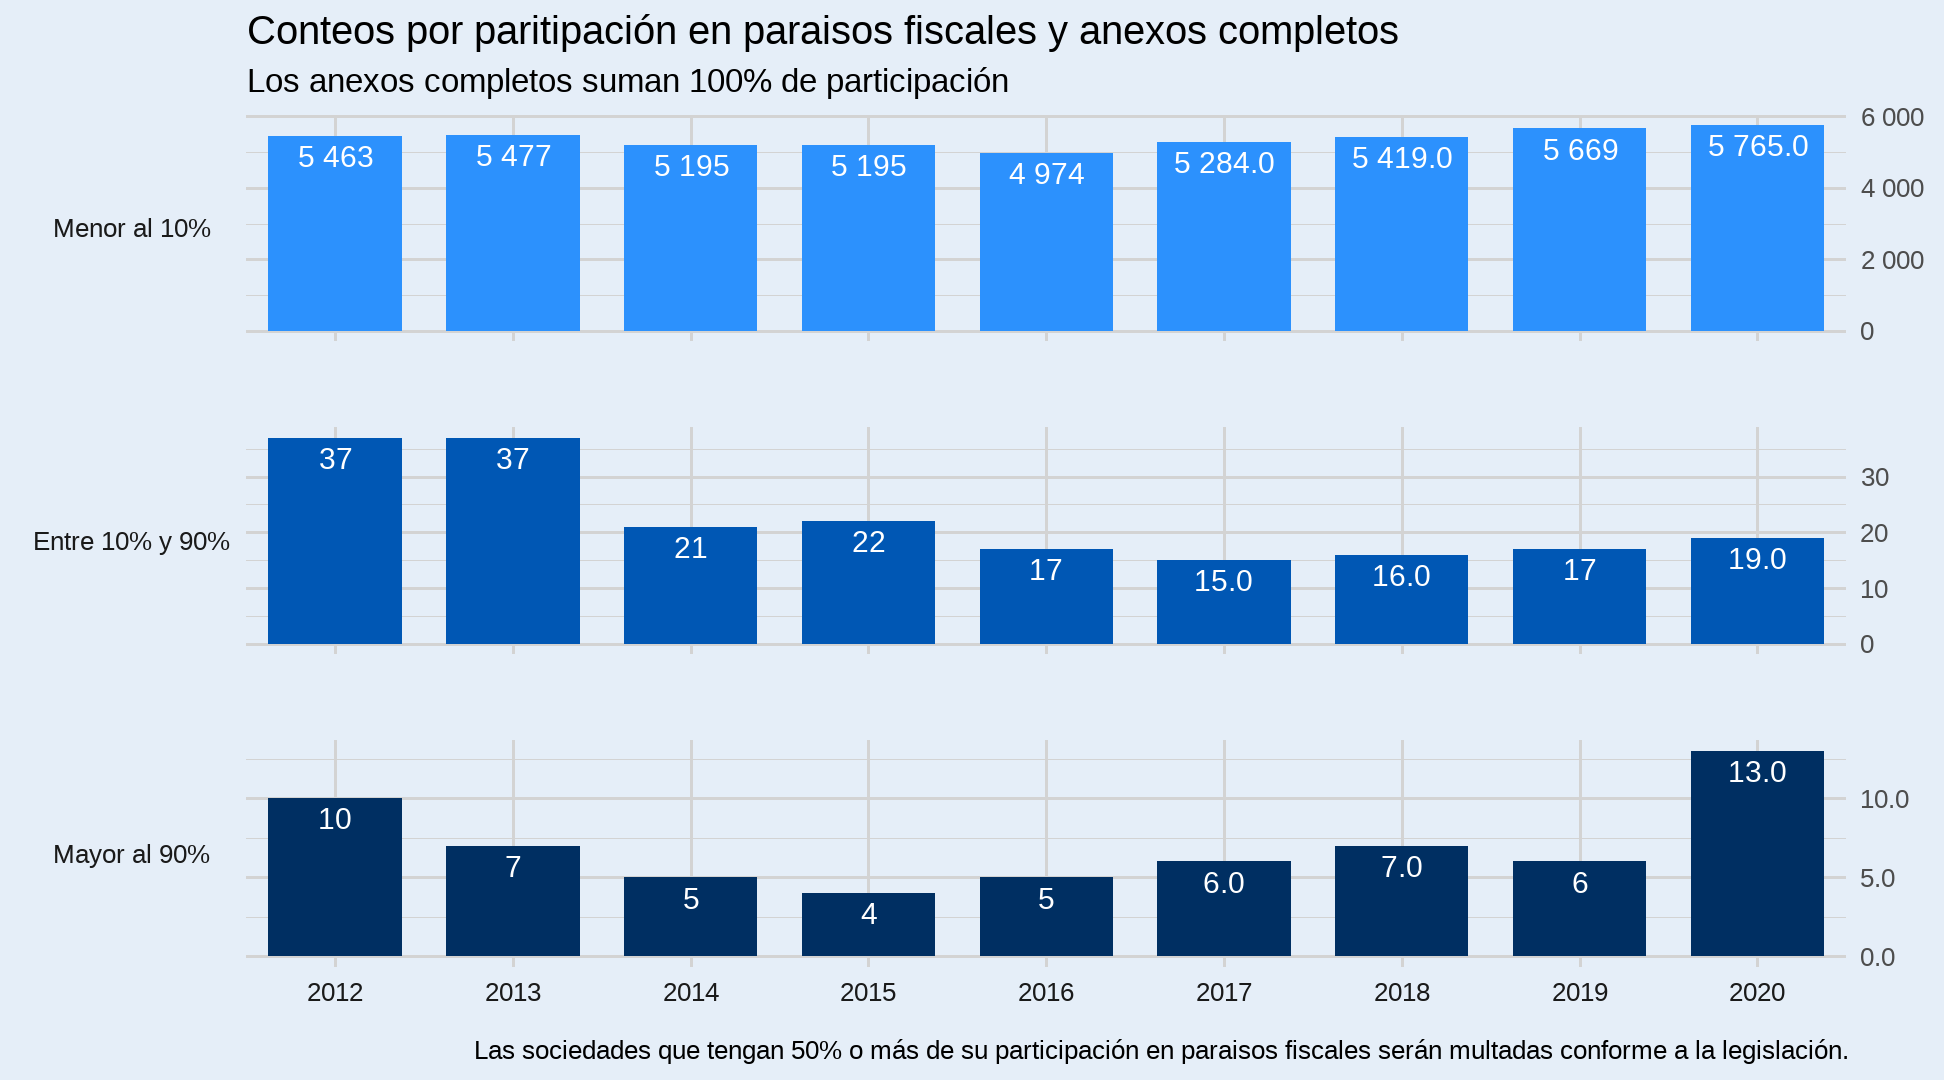 Conteos por paritipación en paraisos fiscales y anexos completos
Los anexos completos suman 100% de participación
6 000
5 463 5 477 5 195 5 195 4 974 5 284.0 5 419.0 5 669 5 765.0
4 000
Menor al 10%
2 000
0
37 37 21 22 17 15.0 16.0 17 19.0
30
20
Entre 10% y 90%
10
0
10 7 5 4 5 6.0 7.0 6 13.0
10.0
Mayor al 90%
5.0
0.0
2012 2013 2014 2015 2016 2017 2018 2019 2020
Las sociedades que tengan 50% o más de su participación en paraisos fiscales serán multadas conforme a la legislación.